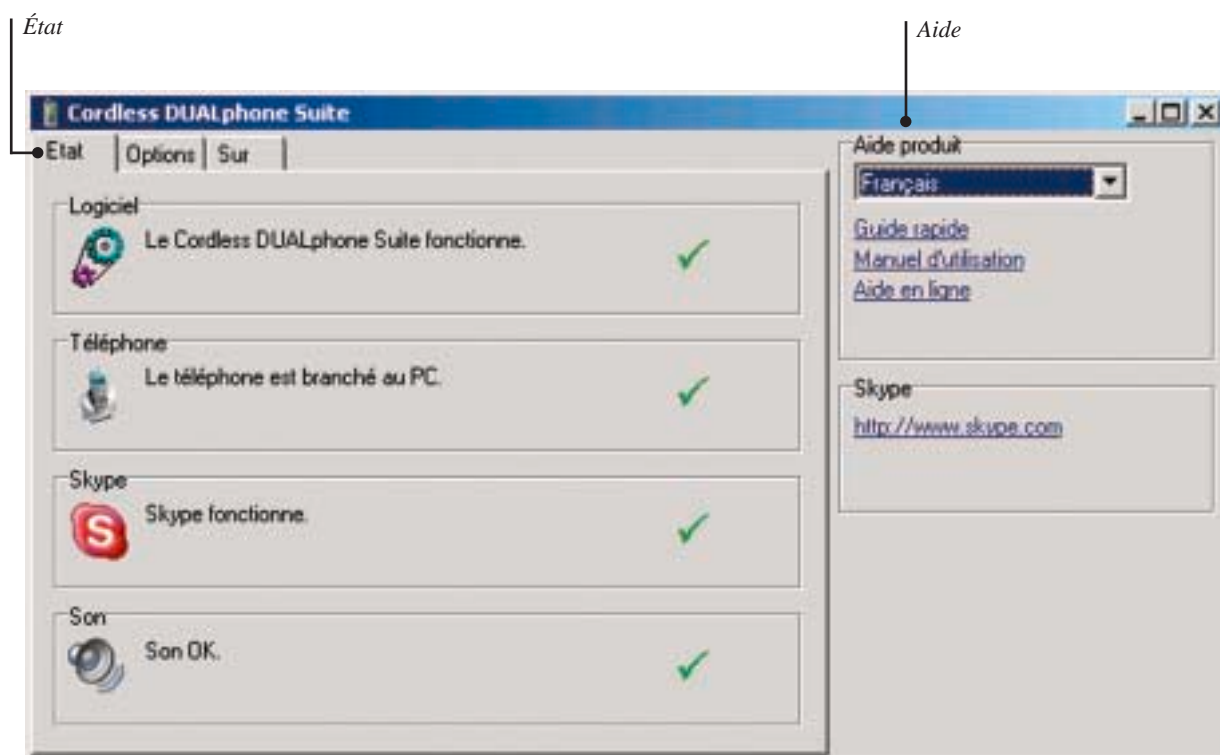 État
Aide
Cordless DUALphone Suite
Etat
Options
Sur
Logiciel
Le Cordless DUALphone Suite fonctionne.
Téléphone
Le téléphone est branché au PC.
Skype
Skype fonctionne.
Son
Son OK.
Aide produit
Français
Guide rapide
Manuel d'utilisation
Aide en ligne
Skype
http://www.skype.com